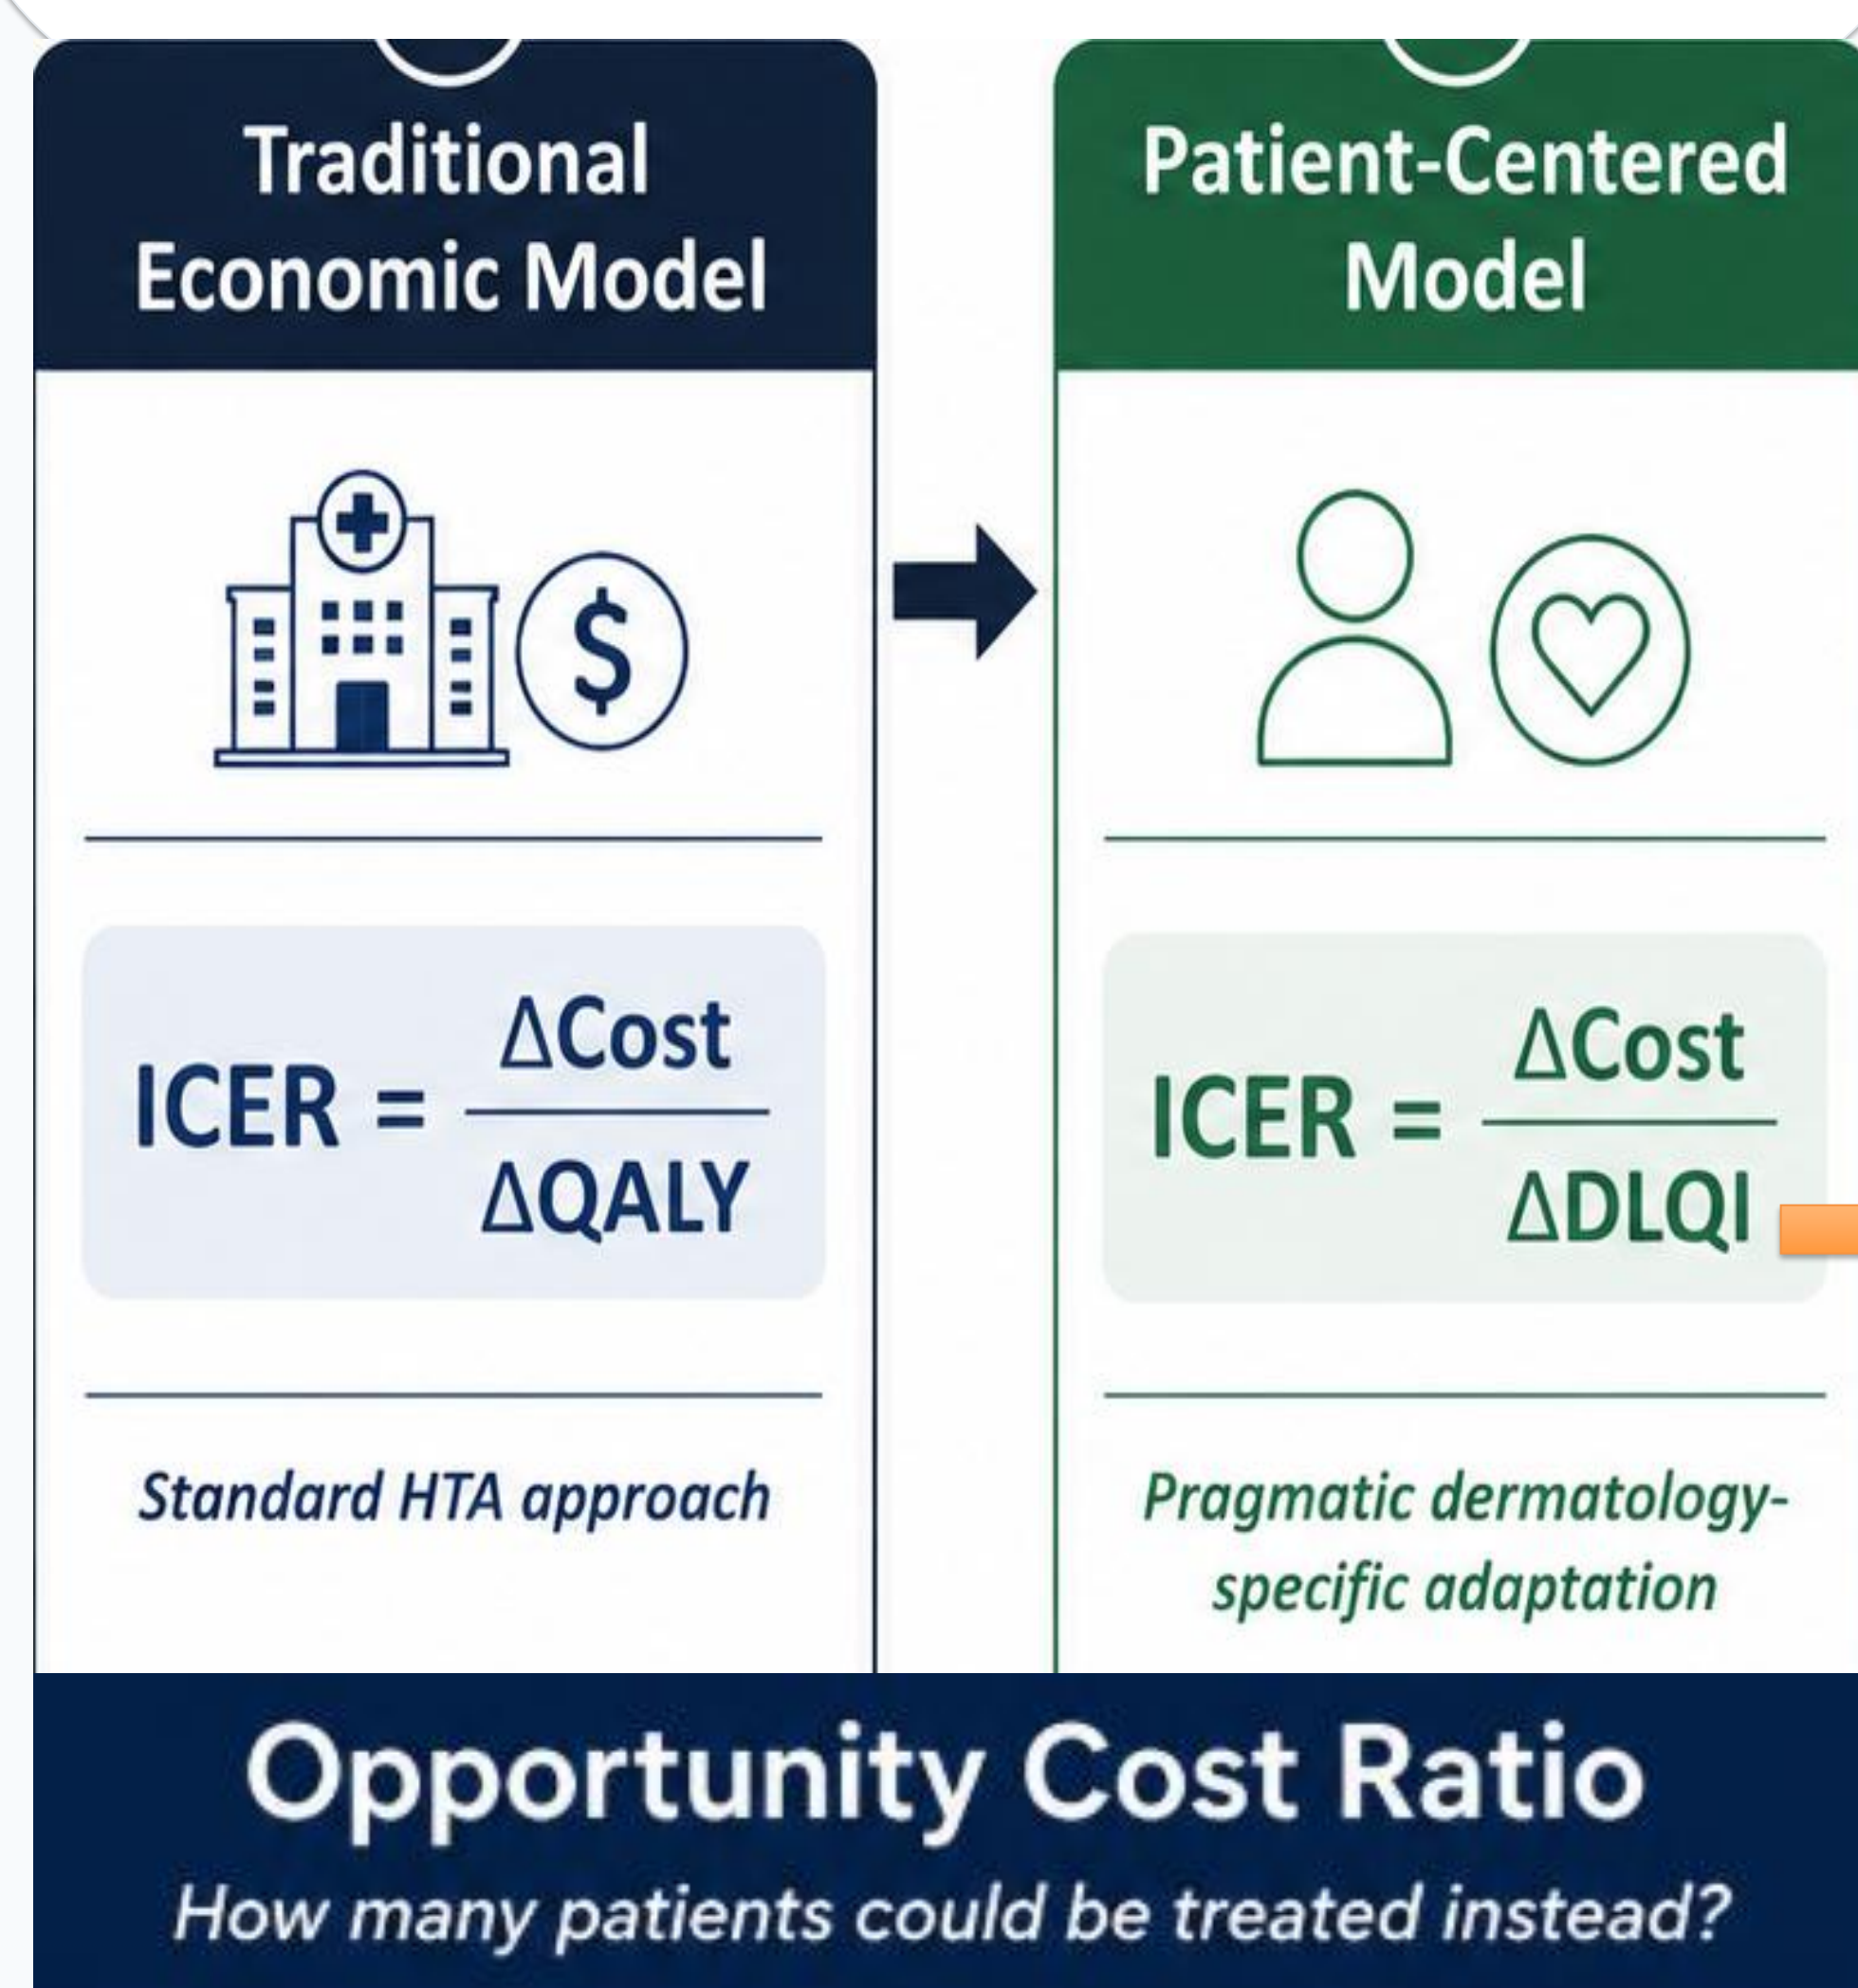 Traditional
Economic Model
$
ICER = ΔCost / ΔQALY
Standard HTA approach
Patient-Centered
Model
ICER = ΔCost / ΔDLQI
Pragmatic dermatology-
specific adaptation
Opportunity Cost Ratio
How many patients could be treated instead?